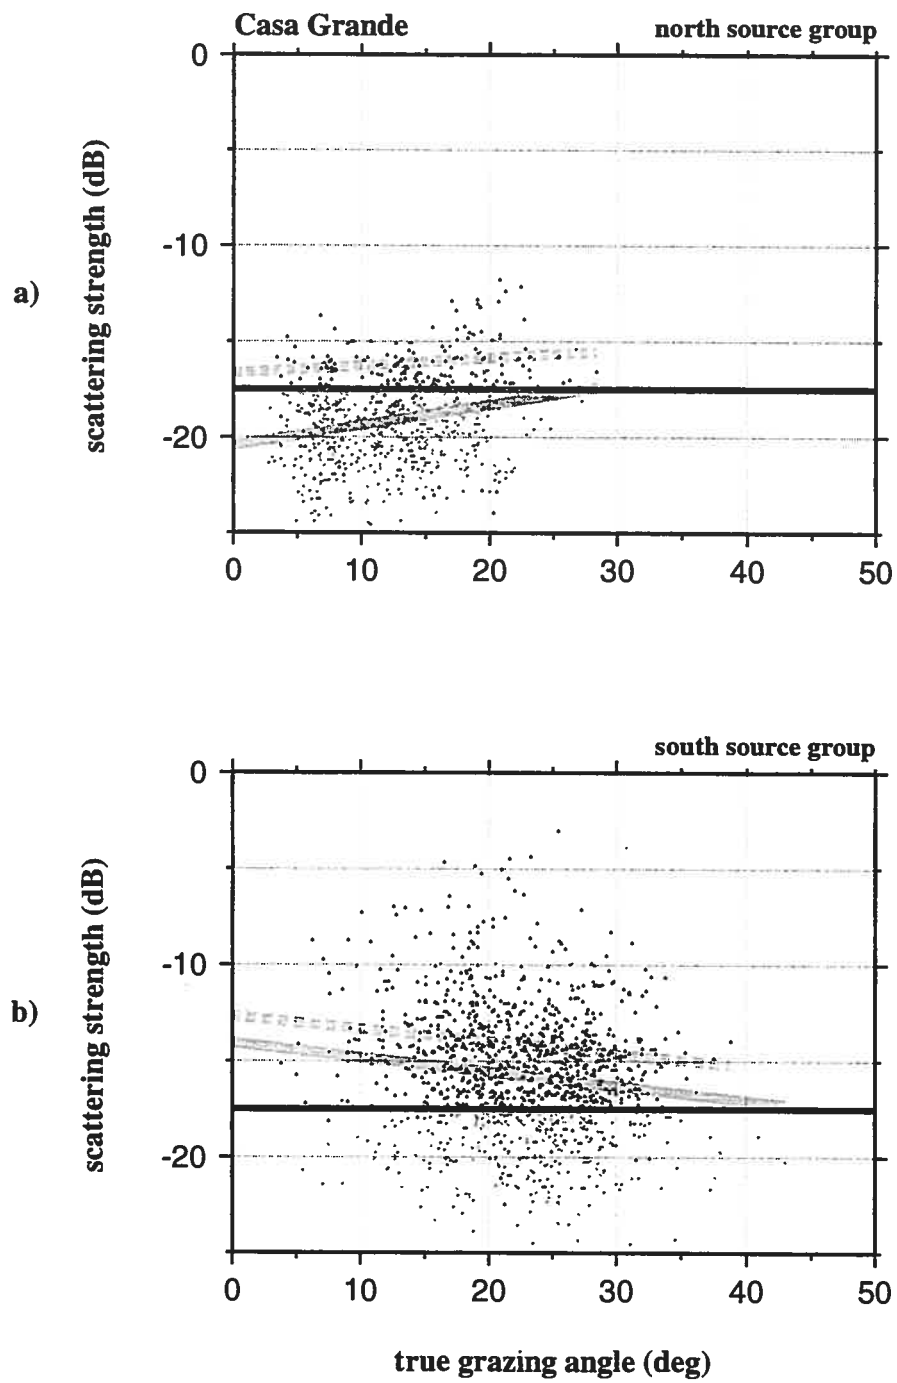 Casa Grande
north source group
0
-10
-20
scattering strength (dB)
a)
0 10 20 30 40 50
south source group
0
-10
-20
scattering strength (dB)
b)
0 10 20 30 40 50
true grazing angle (deg)